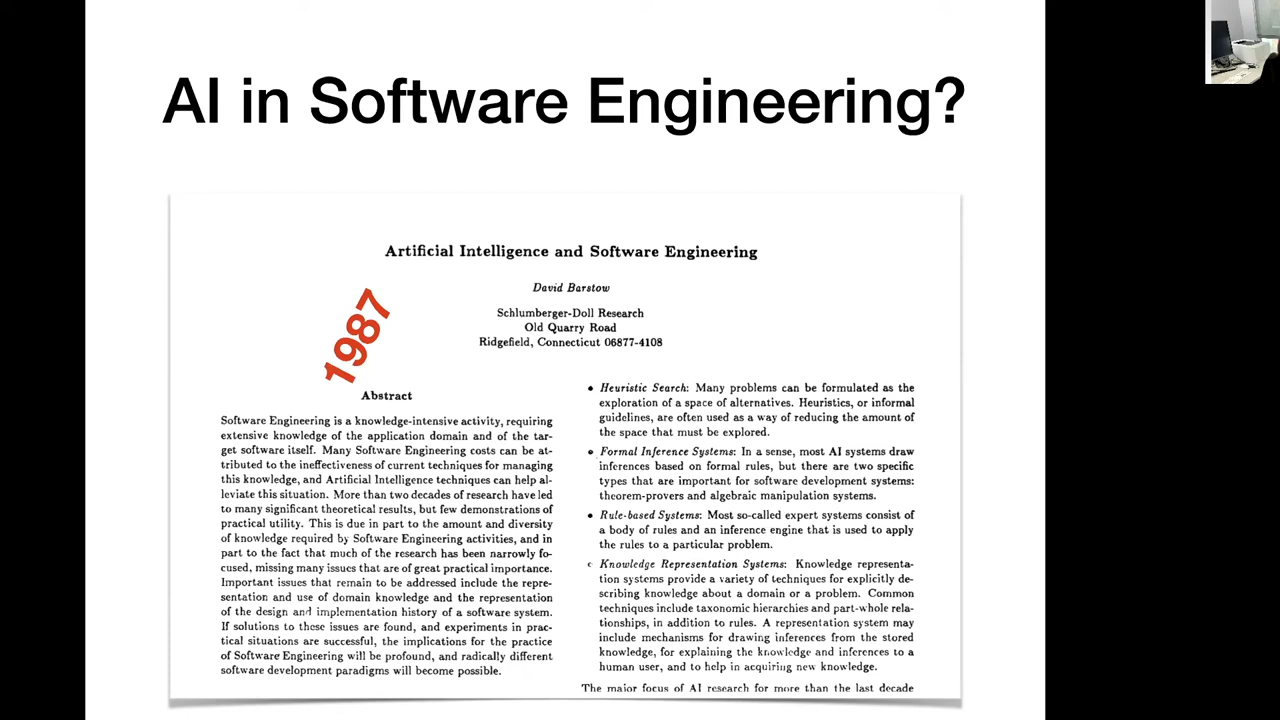 AI in Software Engineering?
Artificial Intelligence and Software Engineering
David Barstow
Schlumberger-Doll Research
Old Quarry Road
Ridgefield, Connecticut 06877-4108
1987
Abstract
Software Engineering is a knowledge-intensive activity, requiring
extensive knowledge of the application domain and of the tar-
get software itself. Many Software Engineering costs can be at-
tributed to the ineffectiveness of current techniques for managing
this knowledge, and Artificial Intelligence techniques can help al-
leviate this situation. More than two decades of research have led
to many significant theoretical results, but few demonstrations of
practical utility. This is due in part to the amount and diversity
of knowledge required by Software Engineering activities, and in
part to the fact that much of the research has been narrowly fo-
cused, missing many issues that are of great practical importance.
Important issues that remain to be addressed include the repre-
sentation and use of domain knowledge and the representation
of the design and implementation history of a software system.
If solutions to these issues are found, and experiments in prac-
tical situations are successful, the implications for the practice
of Software Engineering will be profound, and radically different
software development paradigms will become possible.
• Heuristic Search: Many problems can be formulated as the
exploration of a space of alternatives. Heuristics, or informal
guidelines, are often used as a way of reducing the amount of
the space that must be explored.
• Formal Inference Systems: In a sense, most AI systems draw
inferences based on formal rules, but there are two specific
types that are important for software development systems:
theorem-provers and algebraic manipulation systems.
• Rule-based Systems: Most so-called expert systems consist of
a body of rules and an inference engine that is used to apply
the rules to a particular problem.
• Knowledge Representation Systems: Knowledge representa-
tion systems provide a variety of techniques for explicitly de-
scribing knowledge about a domain or a problem. Common
techniques include taxonomic hierarchies and part-whole rela-
tionships, in addition to rules. A representation system may
include mechanisms for drawing inferences from the stored
knowledge, for explaining the knowledge and inferences to a
human user, and to help in acquiring new knowledge.
The major focus of AI research for more than the last decade